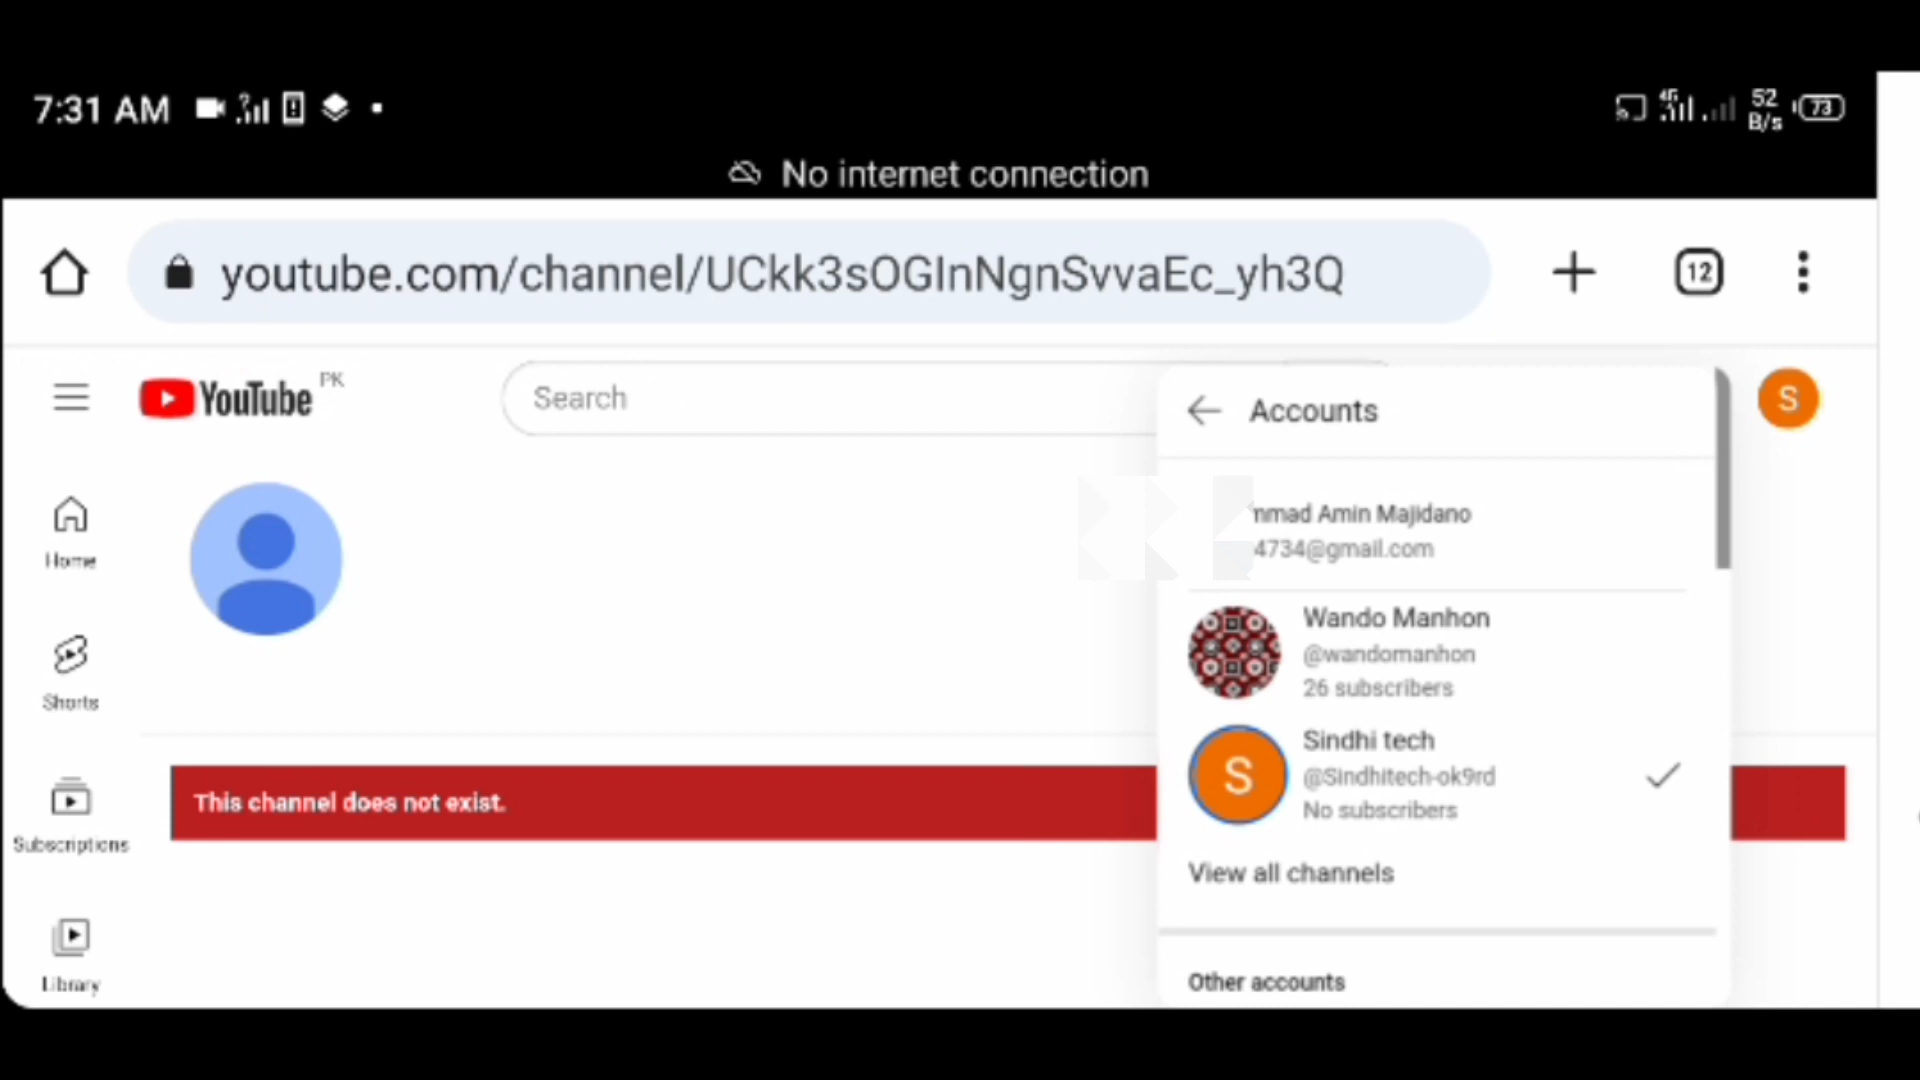 7:31 AM
4G
52
B/s
73
No internet connection
youtube.com/channel/UCkk3sOGInNgnSvvaEc_yh3Q
12
YouTube PK
Search
S
Accounts
mmad Amin Majidano
4734@gmail.com
Home
Wando Manhon
@wandomanhon
26 subscribers
Shorts
S
Sindhi tech
@Sindhitech-ok9rd
No subscribers
This channel does not exist.
Subscriptions
View all channels
Library
Other accounts